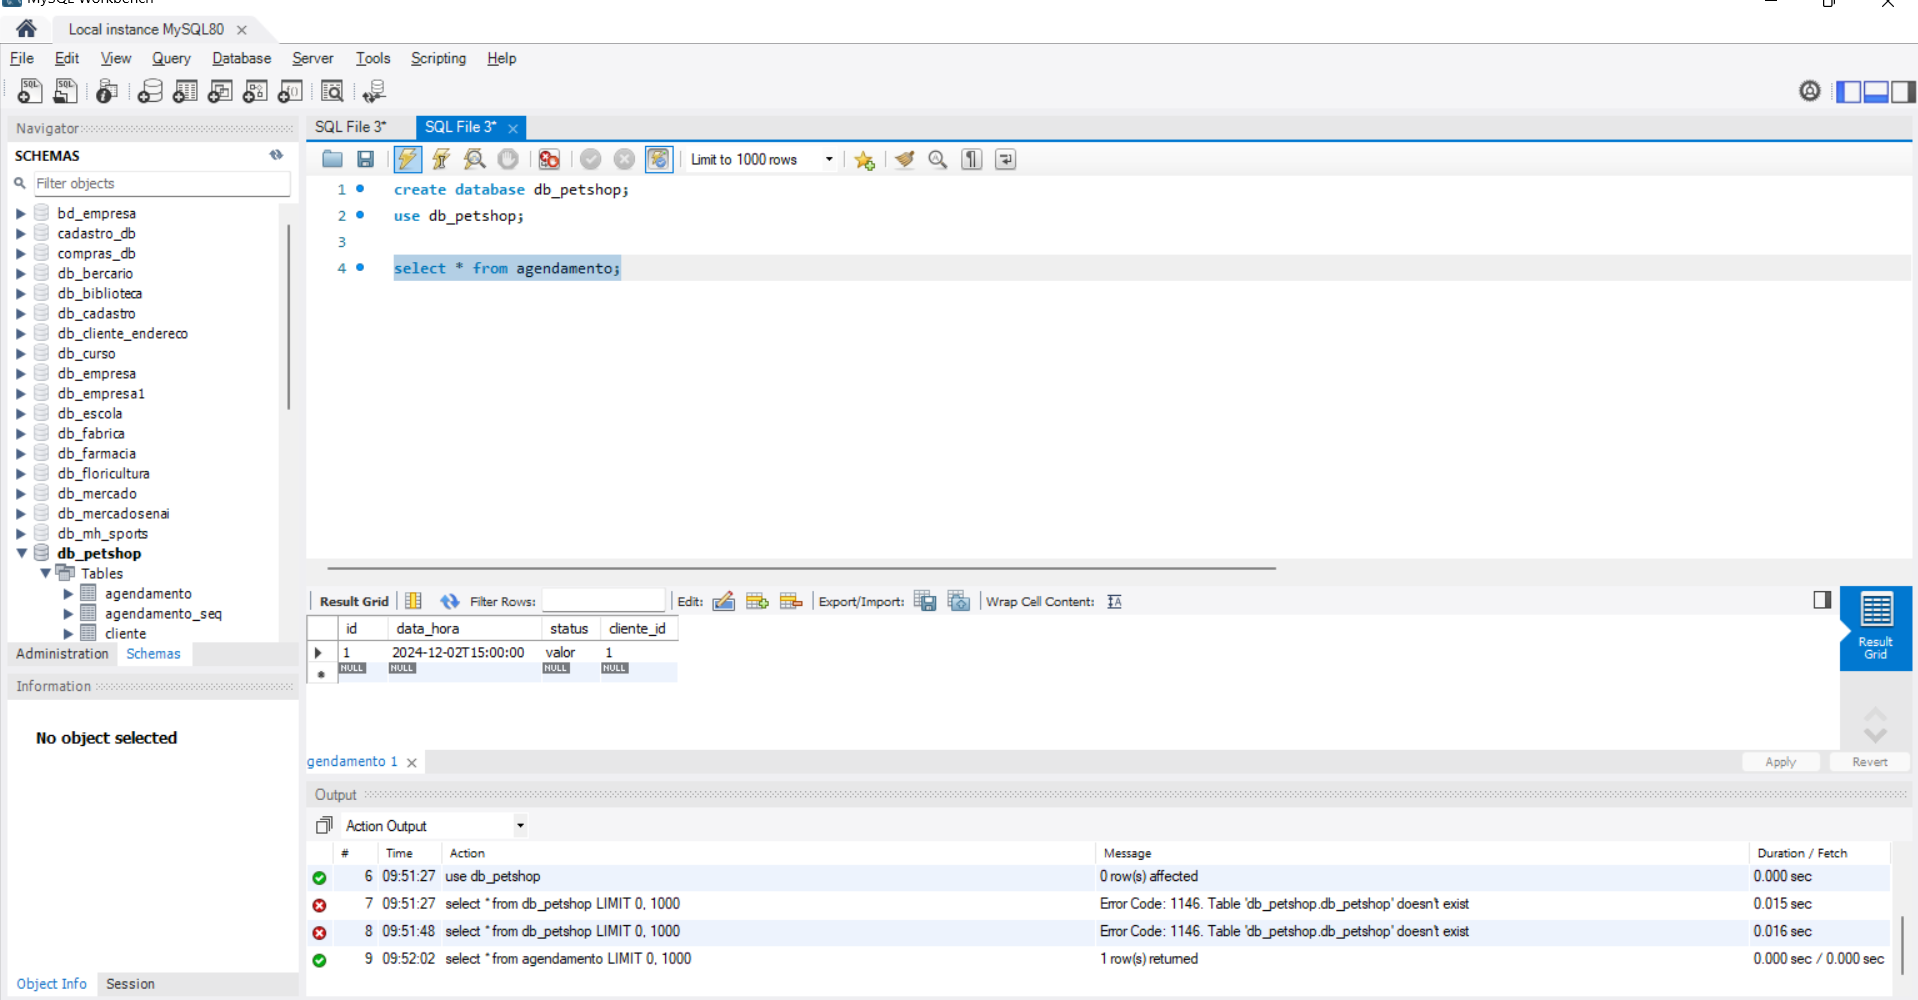 MySQL Workbench
Local instance MySQL80
File Edit View Query Database Server Tools Scripting Help
Navigator
SQL File 3* SQL File 3*
SCHEMAS
Limit to 1000 rows
Filter objects
1 create database db_petshop;
2 use db_petshop;
3
4 select * from agendamento;
bd_empresa
cadastro_db
compras_db
db_bercario
db_biblioteca
db_cadastro
db_cliente_endereco
db_curso
db_empresa
db_empresa1
db_escola
db_fabrica
db_farmacia
db_floricultura
db_mercado
db_mercadosenai
db_mh_sports
db_petshop
Tables
agendamento
agendamento_seq
cliente
Administration Schemas
Information
No object selected
Object Info Session
Result Grid Filter Rows: Edit: Export/Import: Wrap Cell Content:
id data_hora status cliente_id
1 2024-12-02T15:00:00 valor 1
NULL NULL NULL NULL
Result
Grid
gendamento 1
Apply Revert
Output
Action Output
# Time Action Message Duration / Fetch
6 09:51:27 use db_petshop 0 row(s) affected 0.000 sec
7 09:51:27 select * from db_petshop LIMIT 0, 1000 Error Code: 1146. Table 'db_petshop.db_petshop' doesn't exist 0.015 sec
8 09:51:48 select * from db_petshop LIMIT 0, 1000 Error Code: 1146. Table 'db_petshop.db_petshop' doesn't exist 0.016 sec
9 09:52:02 select * from agendamento LIMIT 0, 1000 1 row(s) returned 0.000 sec / 0.000 sec